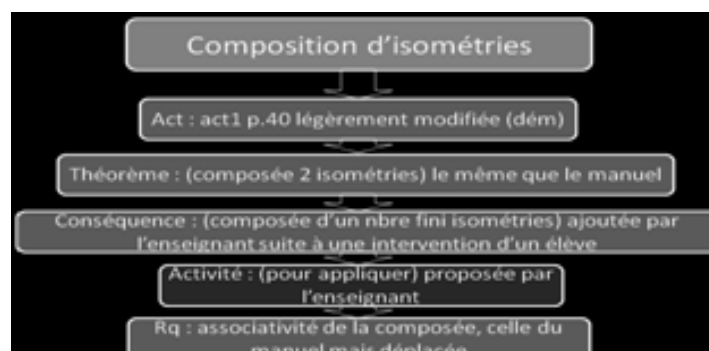 Composition d'isométries
Act : act1 p.40 légèrement modifiée (dém)
Théorème : (composée 2 isométries) le même que le manuel
Conséquence : (composée d'un nbre fini isométries) ajoutée par
l'enseignant suite à une intervention d'un élève
Activité : (pour appliquer) proposée par
l'enseignant
Rq : associativité de la composée, celle du
manuel mais déplacée